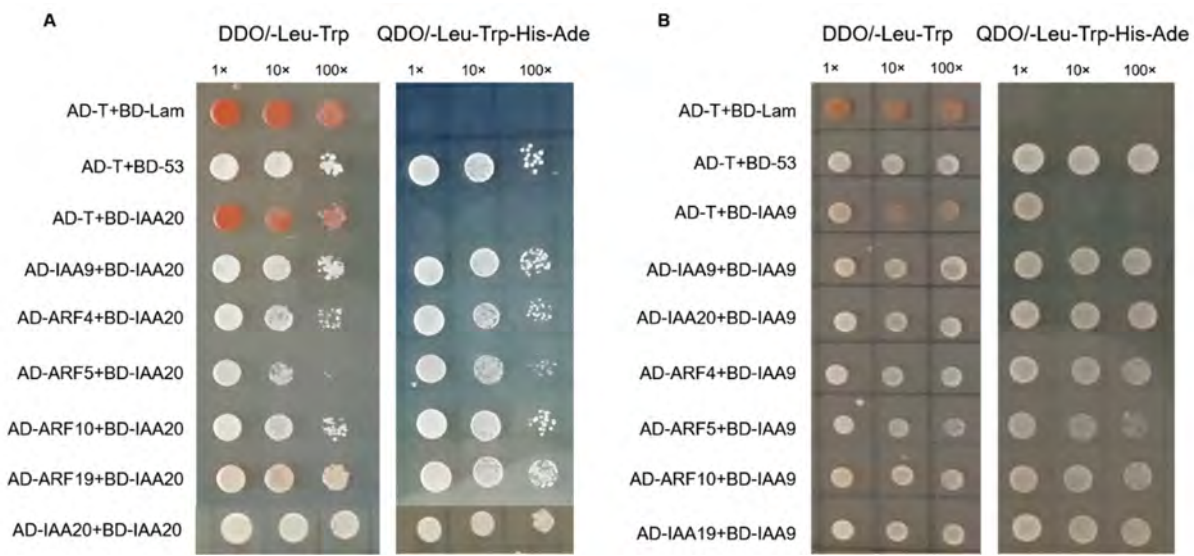 A
DDO/-Leu-Trp QDO/-Leu-Trp-His-Ade
1× 10× 100× 1× 10× 100×
AD-T+BD-Lam
AD-T+BD-53
AD-T+BD-IAA20
AD-IAA9+BD-IAA20
AD-ARF4+BD-IAA20
AD-ARF5+BD-IAA20
AD-ARF10+BD-IAA20
AD-ARF19+BD-IAA20
AD-IAA20+BD-IAA20
B
DDO/-Leu-Trp QDO/-Leu-Trp-His-Ade
1× 10× 100× 1× 10× 100×
AD-T+BD-Lam
AD-T+BD-53
AD-T+BD-IAA9
AD-IAA9+BD-IAA9
AD-IAA20+BD-IAA9
AD-ARF4+BD-IAA9
AD-ARF5+BD-IAA9
AD-ARF10+BD-IAA9
AD-IAA19+BD-IAA9